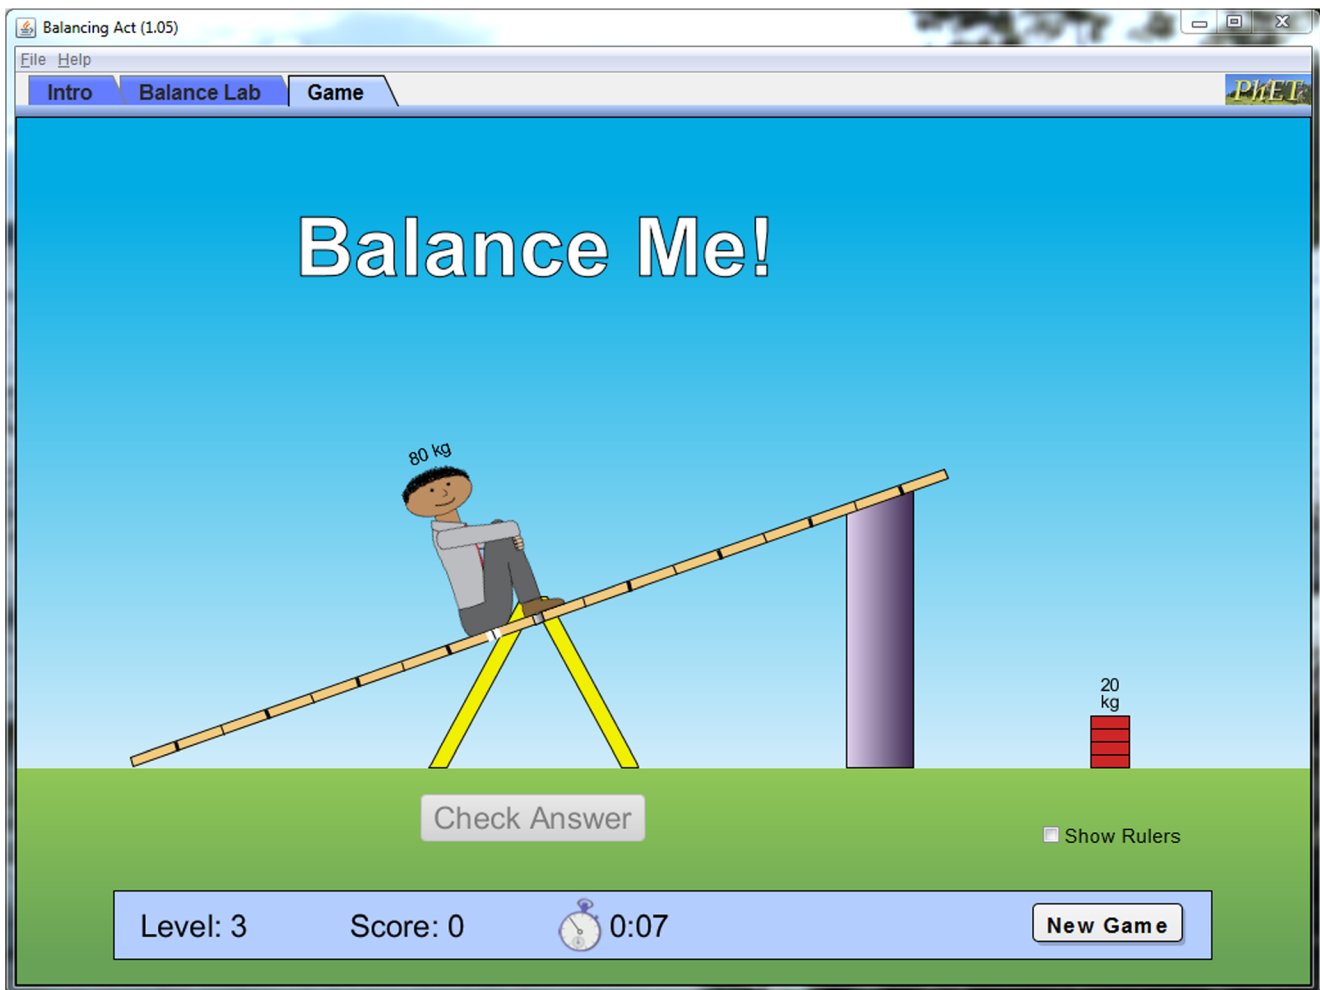 Balancing Act (1.05)
File Help
Intro Balance Lab Game
PhET
Balance Me!
80 kg
20
kg
Check Answer
Show Rulers
Level: 3 Score: 0 0:07 New Game